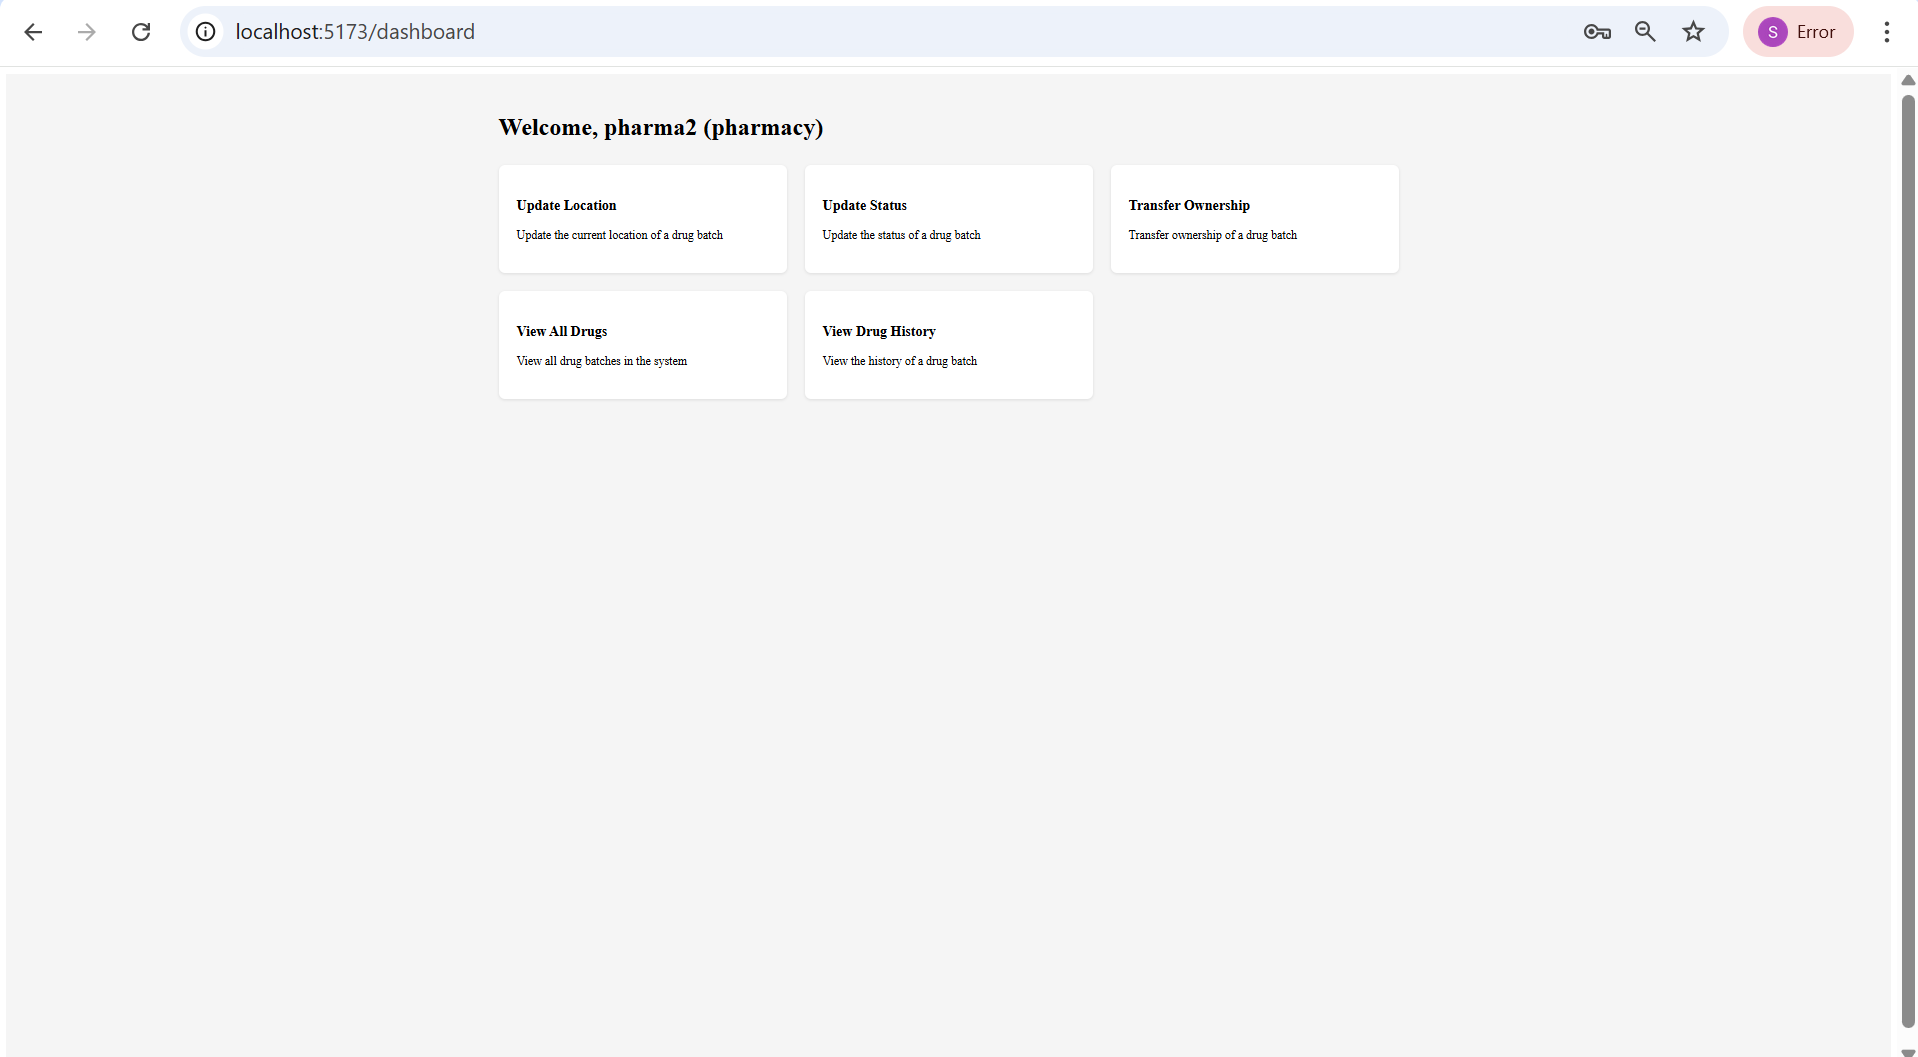 localhost:5173/dashboard
S Error
Welcome, pharma2 (pharmacy)
Update Location
Update the current location of a drug batch
Update Status
Update the status of a drug batch
Transfer Ownership
Transfer ownership of a drug batch
View All Drugs
View all drug batches in the system
View Drug History
View the history of a drug batch